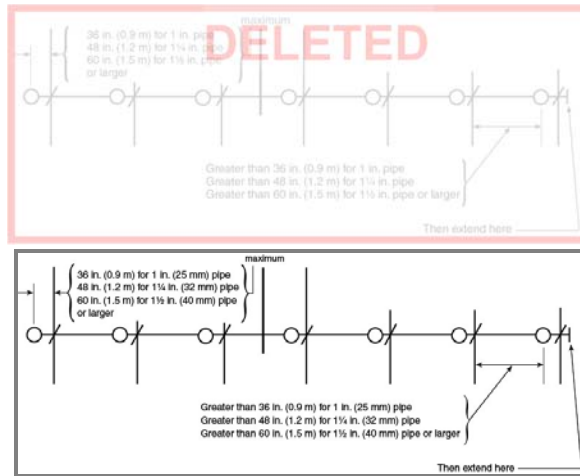 maximum
DELETED
36 in. (0.9 m) for 1 in. pipe
48 in. (1.2 m) for 1¼ in. pipe
60 in. (1.5 m) for 1½ in. pipe
or larger
Greater than 36 in. (0.9 m) for 1 in. pipe
Greater than 48 in. (1.2 m) for 1¼ in. pipe
Greater than 60 in. (1.5 m) for 1½ in. pipe or larger
Then extend here
maximum
36 in. (0.9 m) for 1 in. (25 mm) pipe
48 in. (1.2 m) for 1¼ in. (32 mm) pipe
60 in. (1.5 m) for 1½ in. (40 mm) pipe
or larger
Greater than 36 in. (0.9 m) for 1 in. (25 mm) pipe
Greater than 48 in. (1.2 m) for 1¼ in. (32 mm) pipe
Greater than 60 in. (1.5 m) for 1½ in. (40 mm) pipe or larger
Then extend here